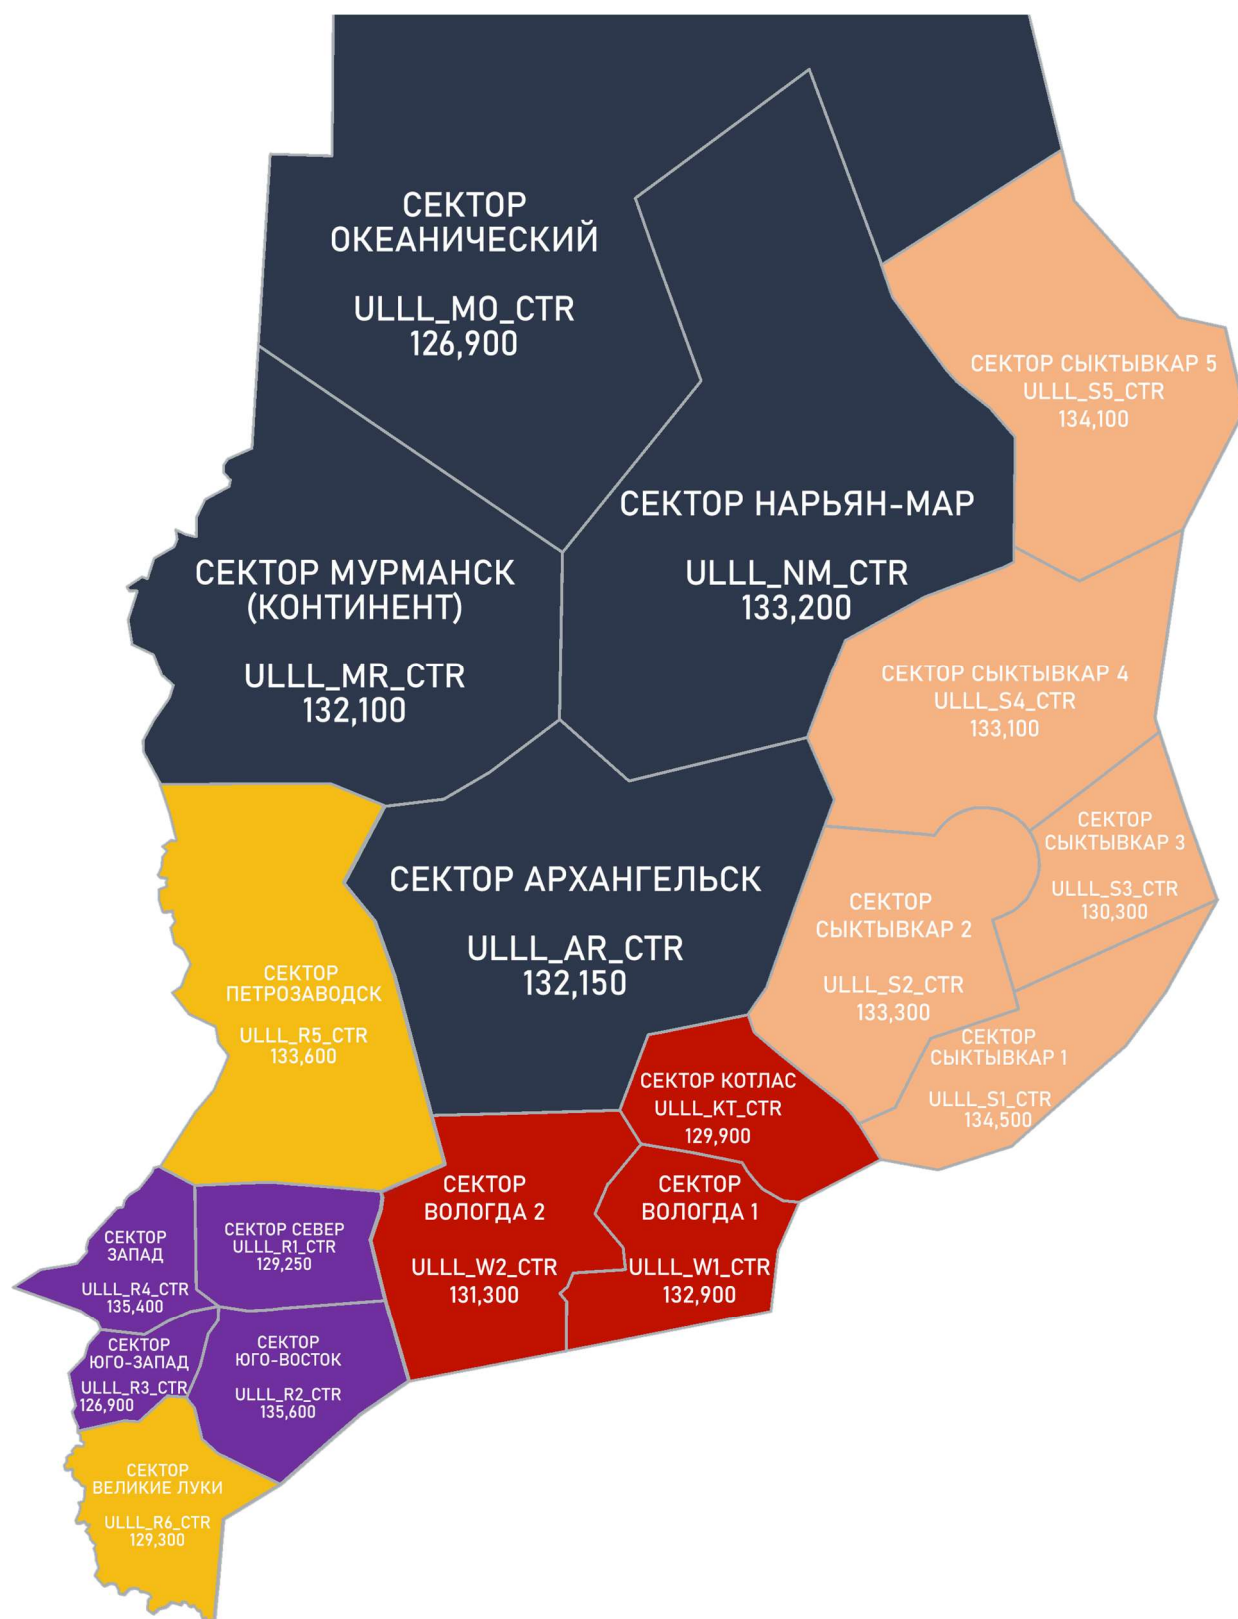 СЕКТОР
ОКЕАНИЧЕСКИЙ
ULLL_MO_CTR
126,900
СЕКТОР СЫКТЫВКАР 5
ULLL_S5_CTR
134,100
СЕКТОР НАРЬЯН-МАР
ULLL_NM_CTR
133,200
СЕКТОР МУРМАНСК
(КОНТИНЕНТ)
ULLL_MR_CTR
132,100
СЕКТОР СЫКТЫВКАР 4
ULLL_S4_CTR
133,100
СЕКТОР
СЫКТЫВКАР 3
ULLL_S3_CTR
130,300
СЕКТОР АРХАНГЕЛЬСК
ULLL_AR_CTR
132,150
СЕКТОР
СЫКТЫВКАР 2
ULLL_S2_CTR
133,300
СЕКТОР
ПЕТРОЗАВОДСК
ULLL_R5_CTR
133,600
СЕКТОР
СЫКТЫВКАР 1
ULLL_S1_CTR
134,500
СЕКТОР КОТЛАС
ULLL_KT_CTR
129,900
СЕКТОР
ВОЛОГДА 2
ULLL_W2_CTR
131,300
СЕКТОР
ВОЛОГДА 1
ULLL_W1_CTR
132,900
СЕКТОР
ЗАПАД
ULLL_R4_CTR
135,400
СЕКТОР СЕВЕР
ULLL_R1_CTR
129,250
СЕКТОР
ЮГО-ЗАПАД
ULLL_R3_CTR
126,900
СЕКТОР
ЮГО-ВОСТОК
ULLL_R2_CTR
135,600
СЕКТОР
ВЕЛИКИЕ ЛУКИ
ULLL_R6_CTR
129,300